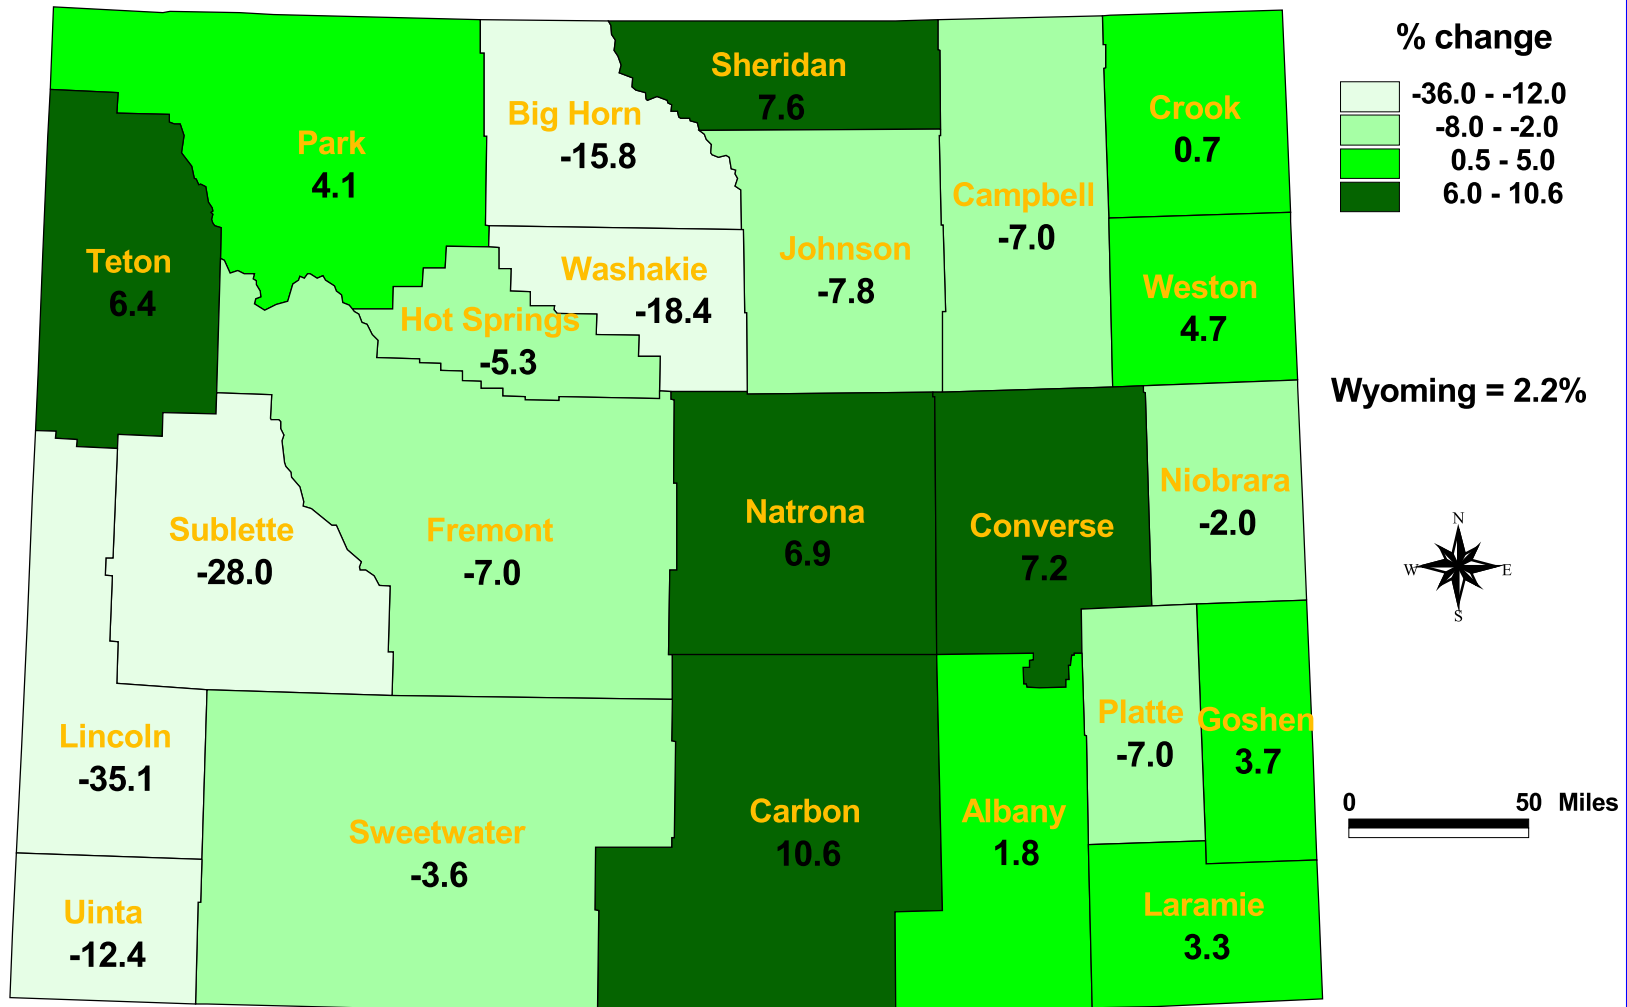 % change
-36.0 - -12.0
-8.0 - -2.0
0.5 - 5.0
6.0 - 10.6
Sheridan
7.6
Big Horn
-15.8
Crook
0.7
Park
4.1
Campbell
-7.0
Johnson
-7.8
Teton
6.4
Washakie
-18.4
Weston
4.7
Hot Springs
-5.3
Wyoming = 2.2%
Niobrara
-2.0
Natrona
6.9
Converse
7.2
Sublette
-28.0
Fremont
-7.0
N
W E
S
Platte
-7.0
Goshen
3.7
Lincoln
-35.1
0 50 Miles
Carbon
10.6
Albany
1.8
Sweetwater
-3.6
Laramie
3.3
Uinta
-12.4